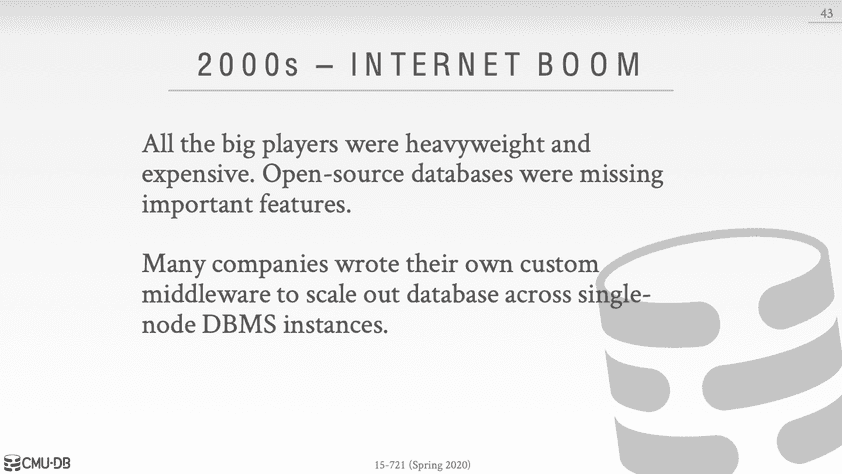 43
2000s – INTERNET BOOM
All the big players were heavyweight and
expensive. Open-source databases were missing
important features.
Many companies wrote their own custom
middleware to scale out database across single-
node DBMS instances.
CMU·DB
15-721 (Spring 2020)